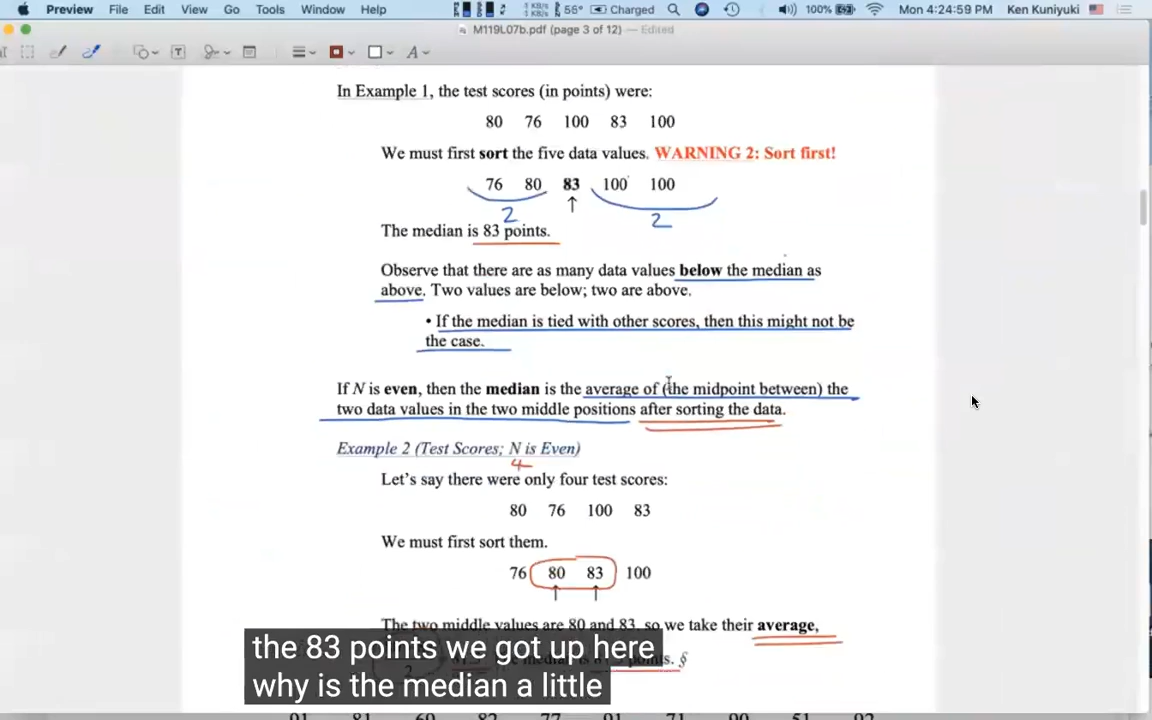 Preview File Edit View Go Tools Window Help 56° Charged 100% Mon 4:24:59 PM Ken Kuniyuki
M119L07b.pdf (page 3 of 12) — Edited
In Example 1, the test scores (in points) were:
80 76 100 83 100
We must first sort the five data values. WARNING 2: Sort first!
76 80 83 100 100
2 2
The median is 83 points.
Observe that there are as many data values below the median as
above. Two values are below; two are above.
• If the median is tied with other scores, then this might not be
the case.
If N is even, then the median is the average of (the midpoint between) the
two data values in the two middle positions after sorting the data.
Example 2 (Test Scores; N is Even)
4
Let's say there were only four test scores:
80 76 100 83
We must first sort them.
76 80 83 100
The two middle values are 80 and 83, so we take their average,
the 83 points we got up here
why is the median a little